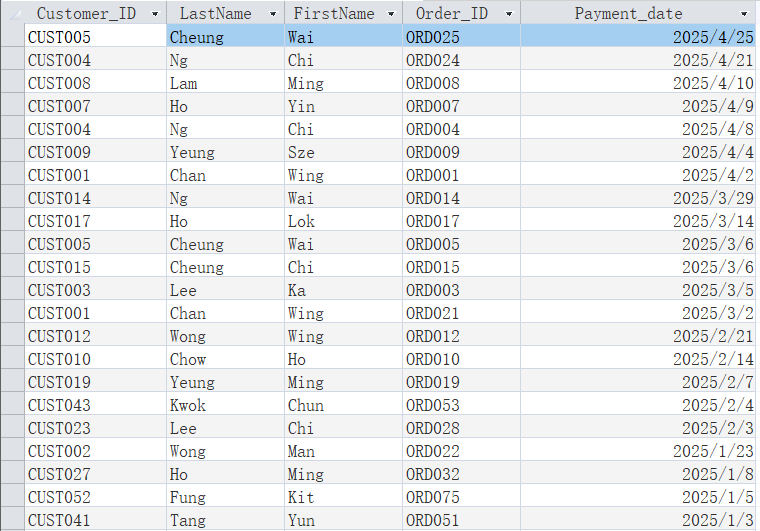 Customer_ID LastName FirstName Order_ID Payment_date
CUST005 Cheung Wai ORD025 2025/4/25
CUST004 Ng Chi ORD024 2025/4/21
CUST008 Lam Ming ORD008 2025/4/10
CUST007 Ho Yin ORD007 2025/4/9
CUST004 Ng Chi ORD004 2025/4/8
CUST009 Yeung Sze ORD009 2025/4/4
CUST001 Chan Wing ORD001 2025/4/2
CUST014 Ng Wai ORD014 2025/3/29
CUST017 Ho Lok ORD017 2025/3/14
CUST005 Cheung Wai ORD005 2025/3/6
CUST015 Cheung Chi ORD015 2025/3/6
CUST003 Lee Ka ORD003 2025/3/5
CUST001 Chan Wing ORD021 2025/3/2
CUST012 Wong Wing ORD012 2025/2/21
CUST010 Chow Ho ORD010 2025/2/14
CUST019 Yeung Ming ORD019 2025/2/7
CUST043 Kwok Chun ORD053 2025/2/4
CUST023 Lee Chi ORD028 2025/2/3
CUST002 Wong Man ORD022 2025/1/23
CUST027 Ho Ming ORD032 2025/1/8
CUST052 Fung Kit ORD075 2025/1/5
CUST041 Tang Yun ORD051 2025/1/3